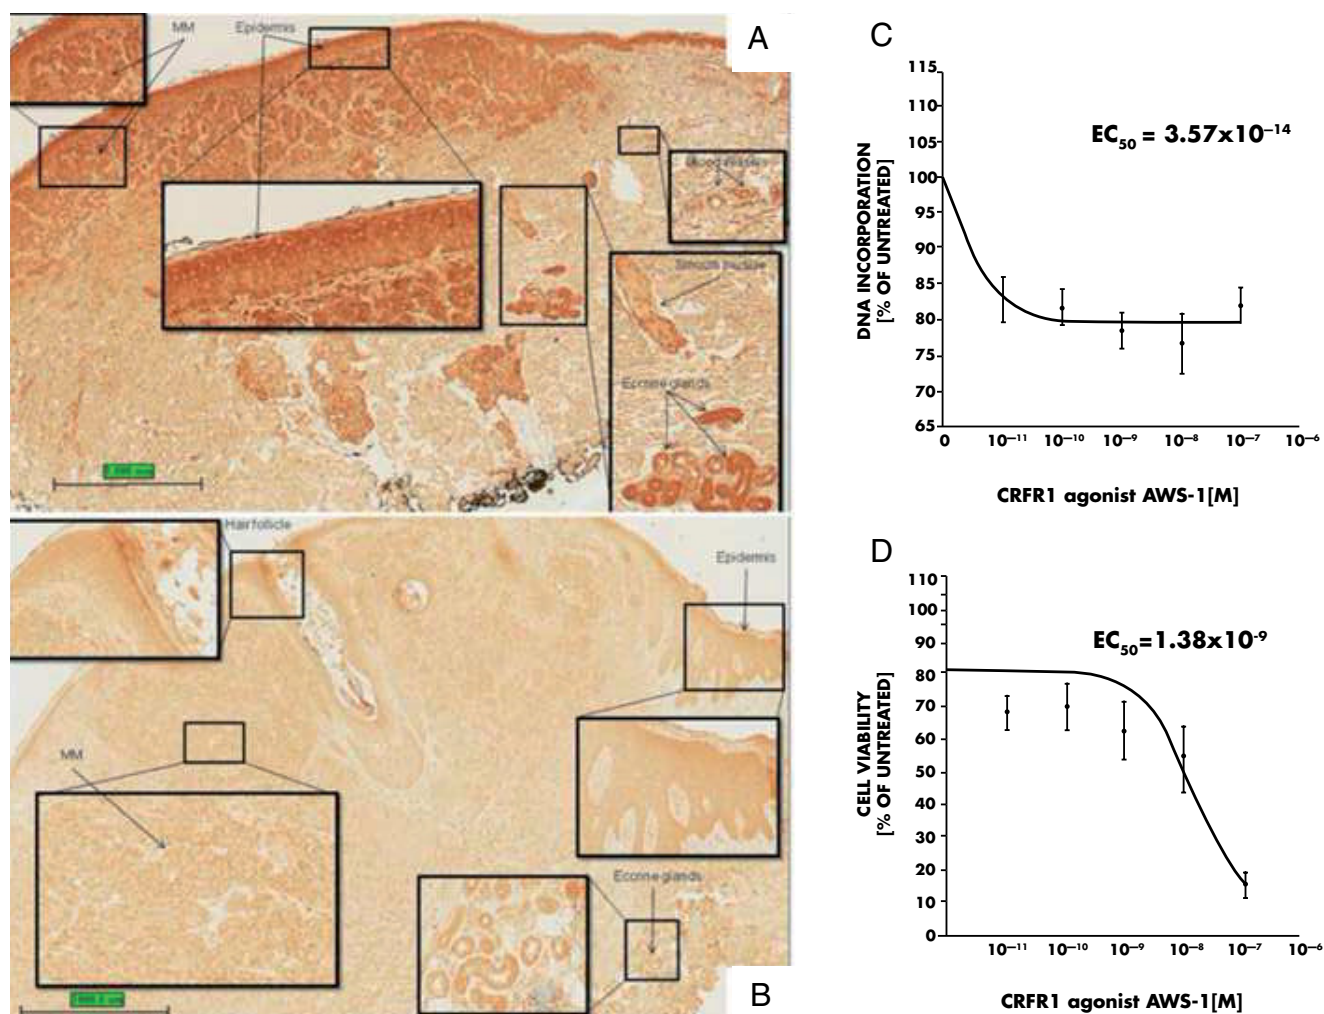 A
MM
Epidermis
Blood vessels
Smooth muscle
Eccrine glands
Hair follicle
Epidermis
MM
Eccrine glands
B
C
115
110
105
100
95
90
85
80
75
70
65
DNA INCORPORATION
[% OF UNTREATED]
EC₅₀ = 3.57x10⁻¹⁴
0 10⁻¹¹ 10⁻¹⁰ 10⁻⁹ 10⁻⁸ 10⁻⁷ 10⁻⁶
CRFR1 agonist AWS-1[M]
D
110
100
90
80
70
60
50
40
30
20
10
0
CELL VIABILITY
[% OF UNTREATED]
EC₅₀=1.38x10⁻⁹
10⁻¹¹ 10⁻¹⁰ 10⁻⁹ 10⁻⁸ 10⁻⁷ 10⁻⁶
CRFR1 agonist AWS-1[M]